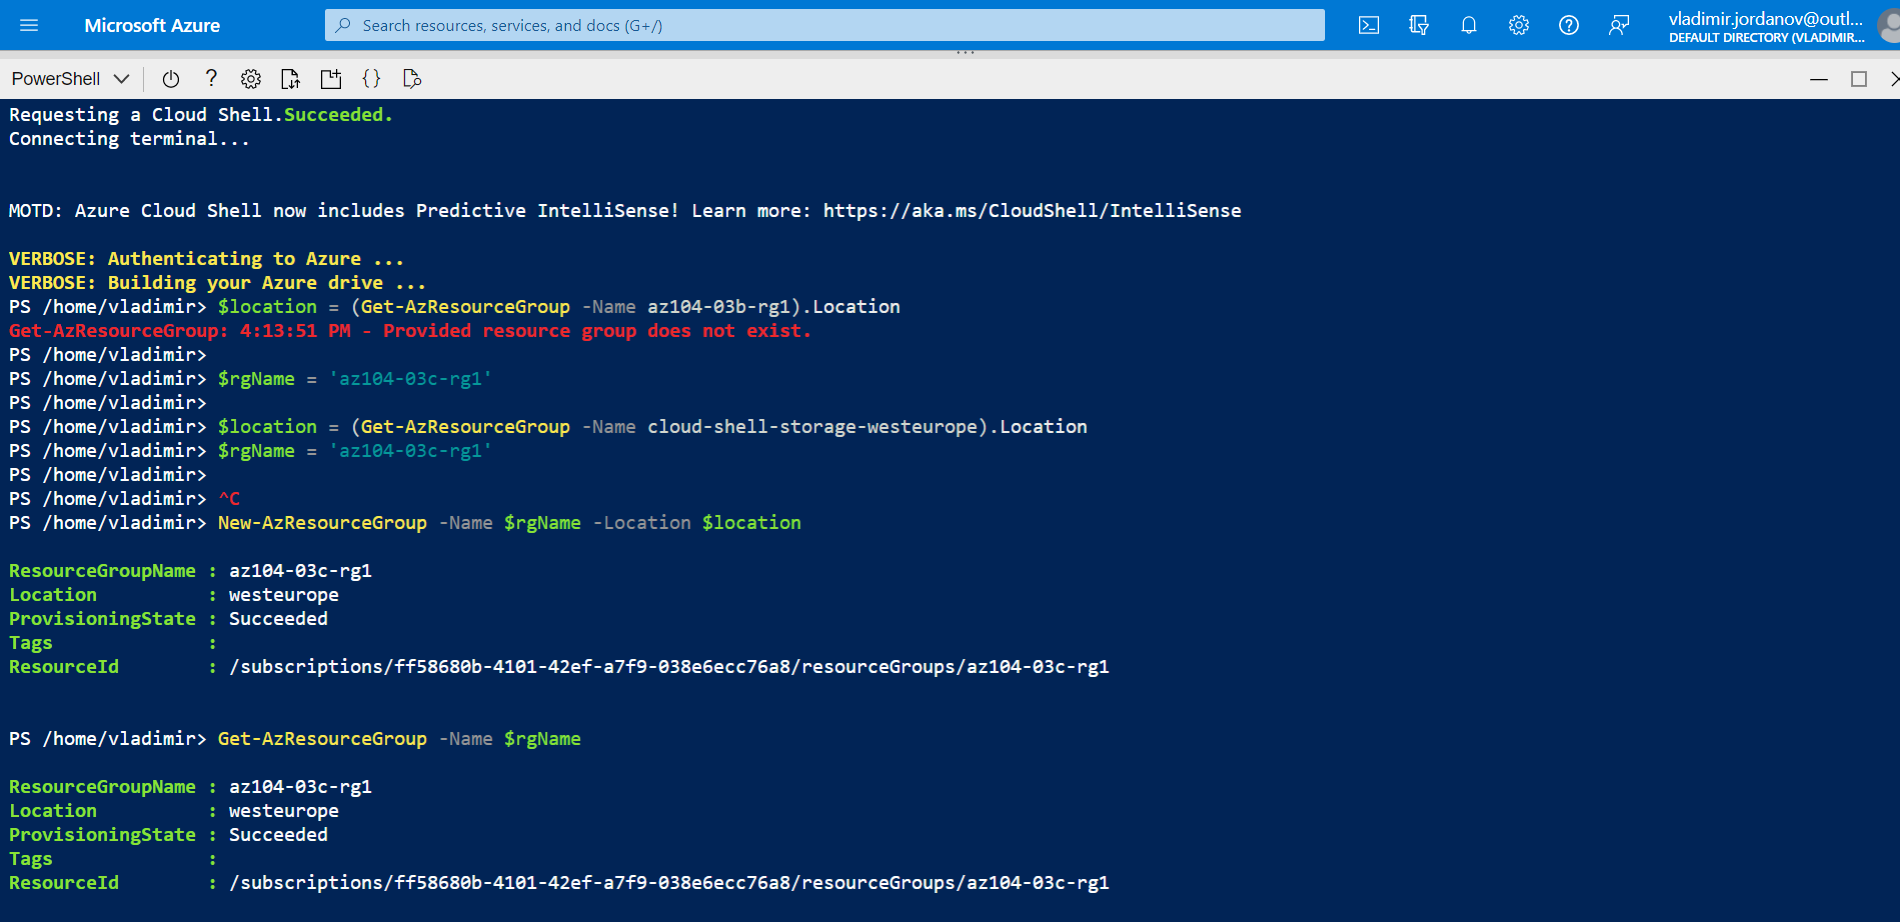 Microsoft Azure
Search resources, services, and docs (G+/)
vladimir.jordanov@outl...
DEFAULT DIRECTORY (VLADIMIR...
PowerShell
Requesting a Cloud Shell.Succeeded.
Connecting terminal...
MOTD: Azure Cloud Shell now includes Predictive IntelliSense! Learn more: https://aka.ms/CloudShell/IntelliSense
VERBOSE: Authenticating to Azure ...
VERBOSE: Building your Azure drive ...
PS /home/vladimir> $location = (Get-AzResourceGroup -Name az104-03b-rg1).Location
Get-AzResourceGroup: 4:13:51 PM - Provided resource group does not exist.
PS /home/vladimir>
PS /home/vladimir> $rgName = 'az104-03c-rg1'
PS /home/vladimir>
PS /home/vladimir> $location = (Get-AzResourceGroup -Name cloud-shell-storage-westeurope).Location
PS /home/vladimir> $rgName = 'az104-03c-rg1'
PS /home/vladimir>
PS /home/vladimir> ^C
PS /home/vladimir> New-AzResourceGroup -Name $rgName -Location $location
ResourceGroupName : az104-03c-rg1
Location          : westeurope
ProvisioningState : Succeeded
Tags              :
ResourceId        : /subscriptions/ff58680b-4101-42ef-a7f9-038e6ecc76a8/resourceGroups/az104-03c-rg1
PS /home/vladimir> Get-AzResourceGroup -Name $rgName
ResourceGroupName : az104-03c-rg1
Location          : westeurope
ProvisioningState : Succeeded
Tags              :
ResourceId        : /subscriptions/ff58680b-4101-42ef-a7f9-038e6ecc76a8/resourceGroups/az104-03c-rg1